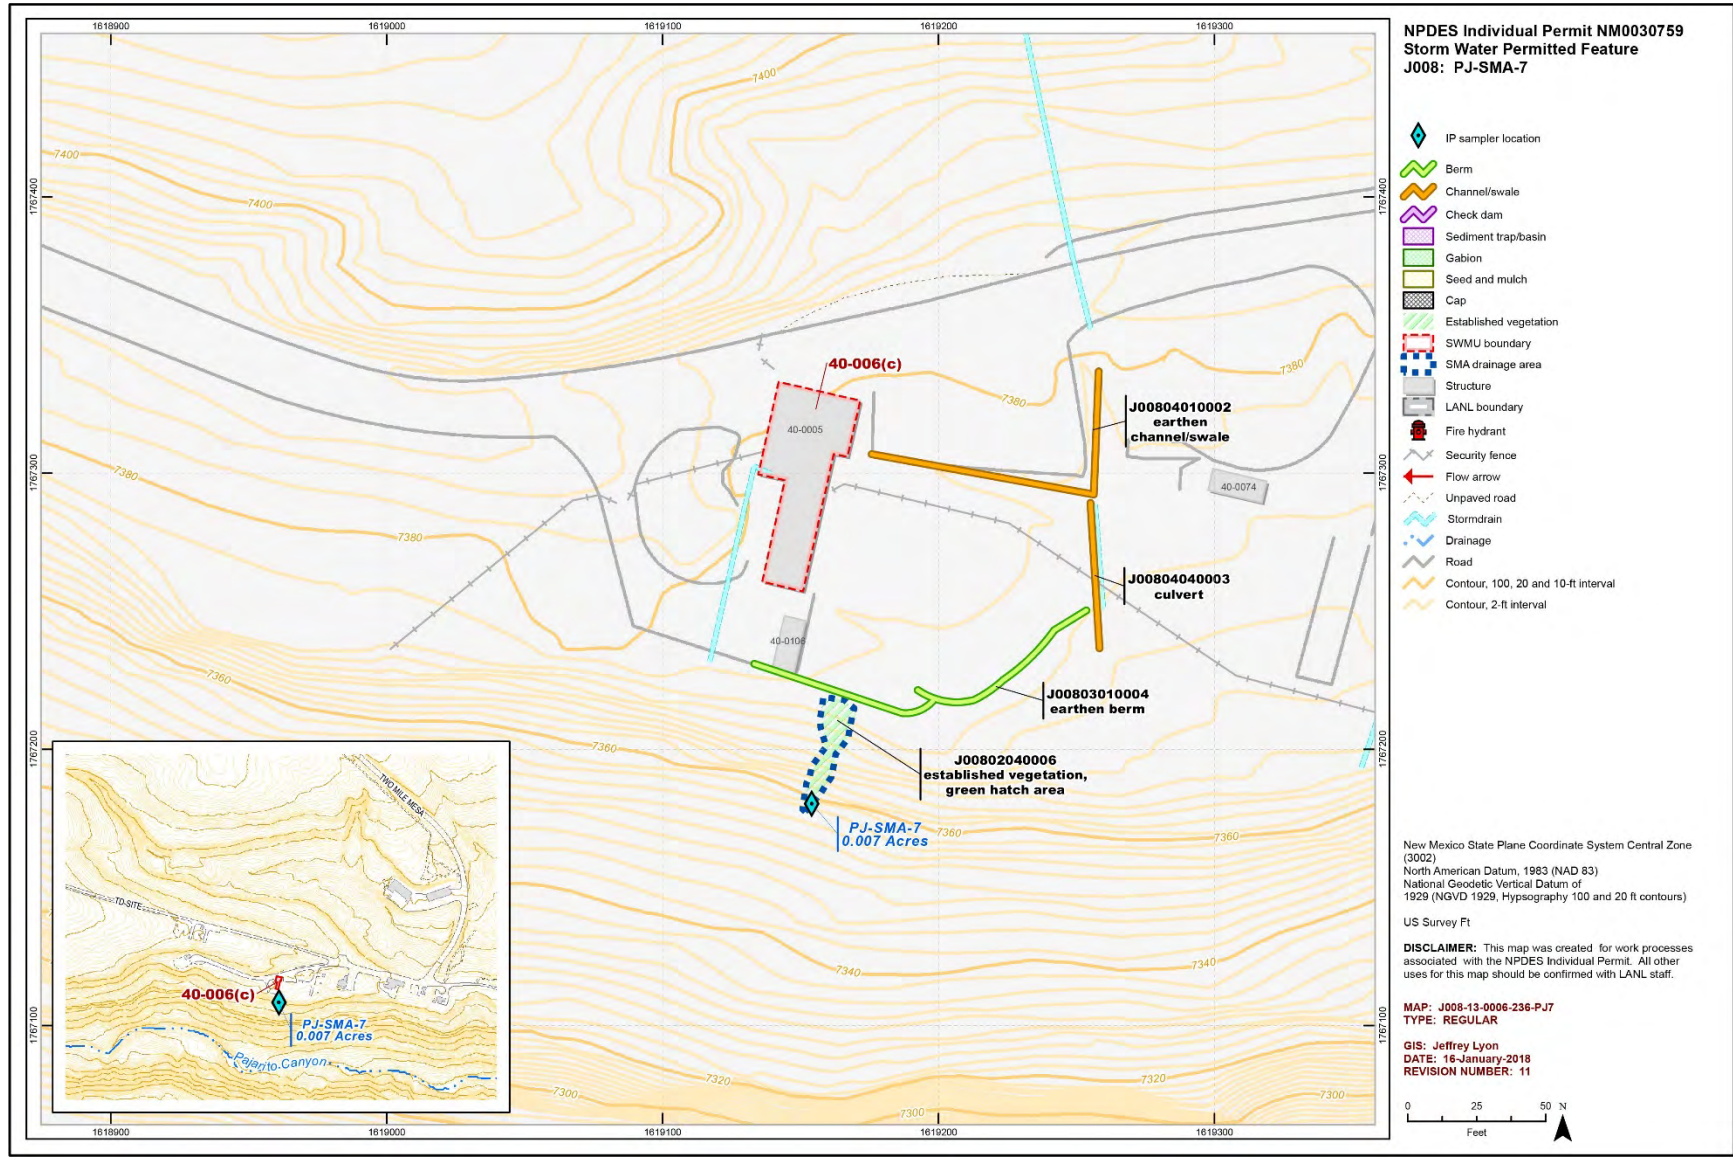 1618900
1619000
1619100
1619200
1619300
NPDES Individual Permit NM0030759
Storm Water Permitted Feature
J008: PJ-SMA-7
IP sampler location
Berm
Channel/swale
Check dam
Sediment trap/basin
Gabion
Seed and mulch
Cap
Established vegetation
SWMU boundary
SMA drainage area
Structure
LANL boundary
Fire hydrant
Security fence
Flow arrow
Unpaved road
Stormdrain
Drainage
Road
Contour, 100, 20 and 10-ft interval
Contour, 2-ft interval
7400
7400
7400
1767400
1767400
40-006(c)
7380
7380
40-0005
J00804010002
earthen
channel/swale
7380
1767300
1767300
40-0074
7380
J00804040003
culvert
40-0106
7360
J00803010004
earthen berm
7360
1767200
1767200
J00802040006
established vegetation,
green hatch area
PJ-SMA-7
0.007 Acres
7360
7360
TWO MILE MESA
TD-SITE
40-006(c)
PJ-SMA-7
0.007 Acres
Pajarito Canyon
7340
7340
1767100
1767100
7320
7320
7300
7300
7300
1618900
1619000
1619100
1619200
1619300
New Mexico State Plane Coordinate System Central Zone
(3002)
North American Datum, 1983 (NAD 83)
National Geodetic Vertical Datum of
1929 (NGVD 1929, Hypsography 100 and 20 ft contours)
US Survey Ft
DISCLAIMER: This map was created for work processes
associated with the NPDES Individual Permit. All other
uses for this map should be confirmed with LANL staff.
MAP: J008-13-0006-236-PJ7
TYPE: REGULAR
GIS: Jeffrey Lyon
DATE: 16-January-2018
REVISION NUMBER: 11
0 25 50 N
Feet